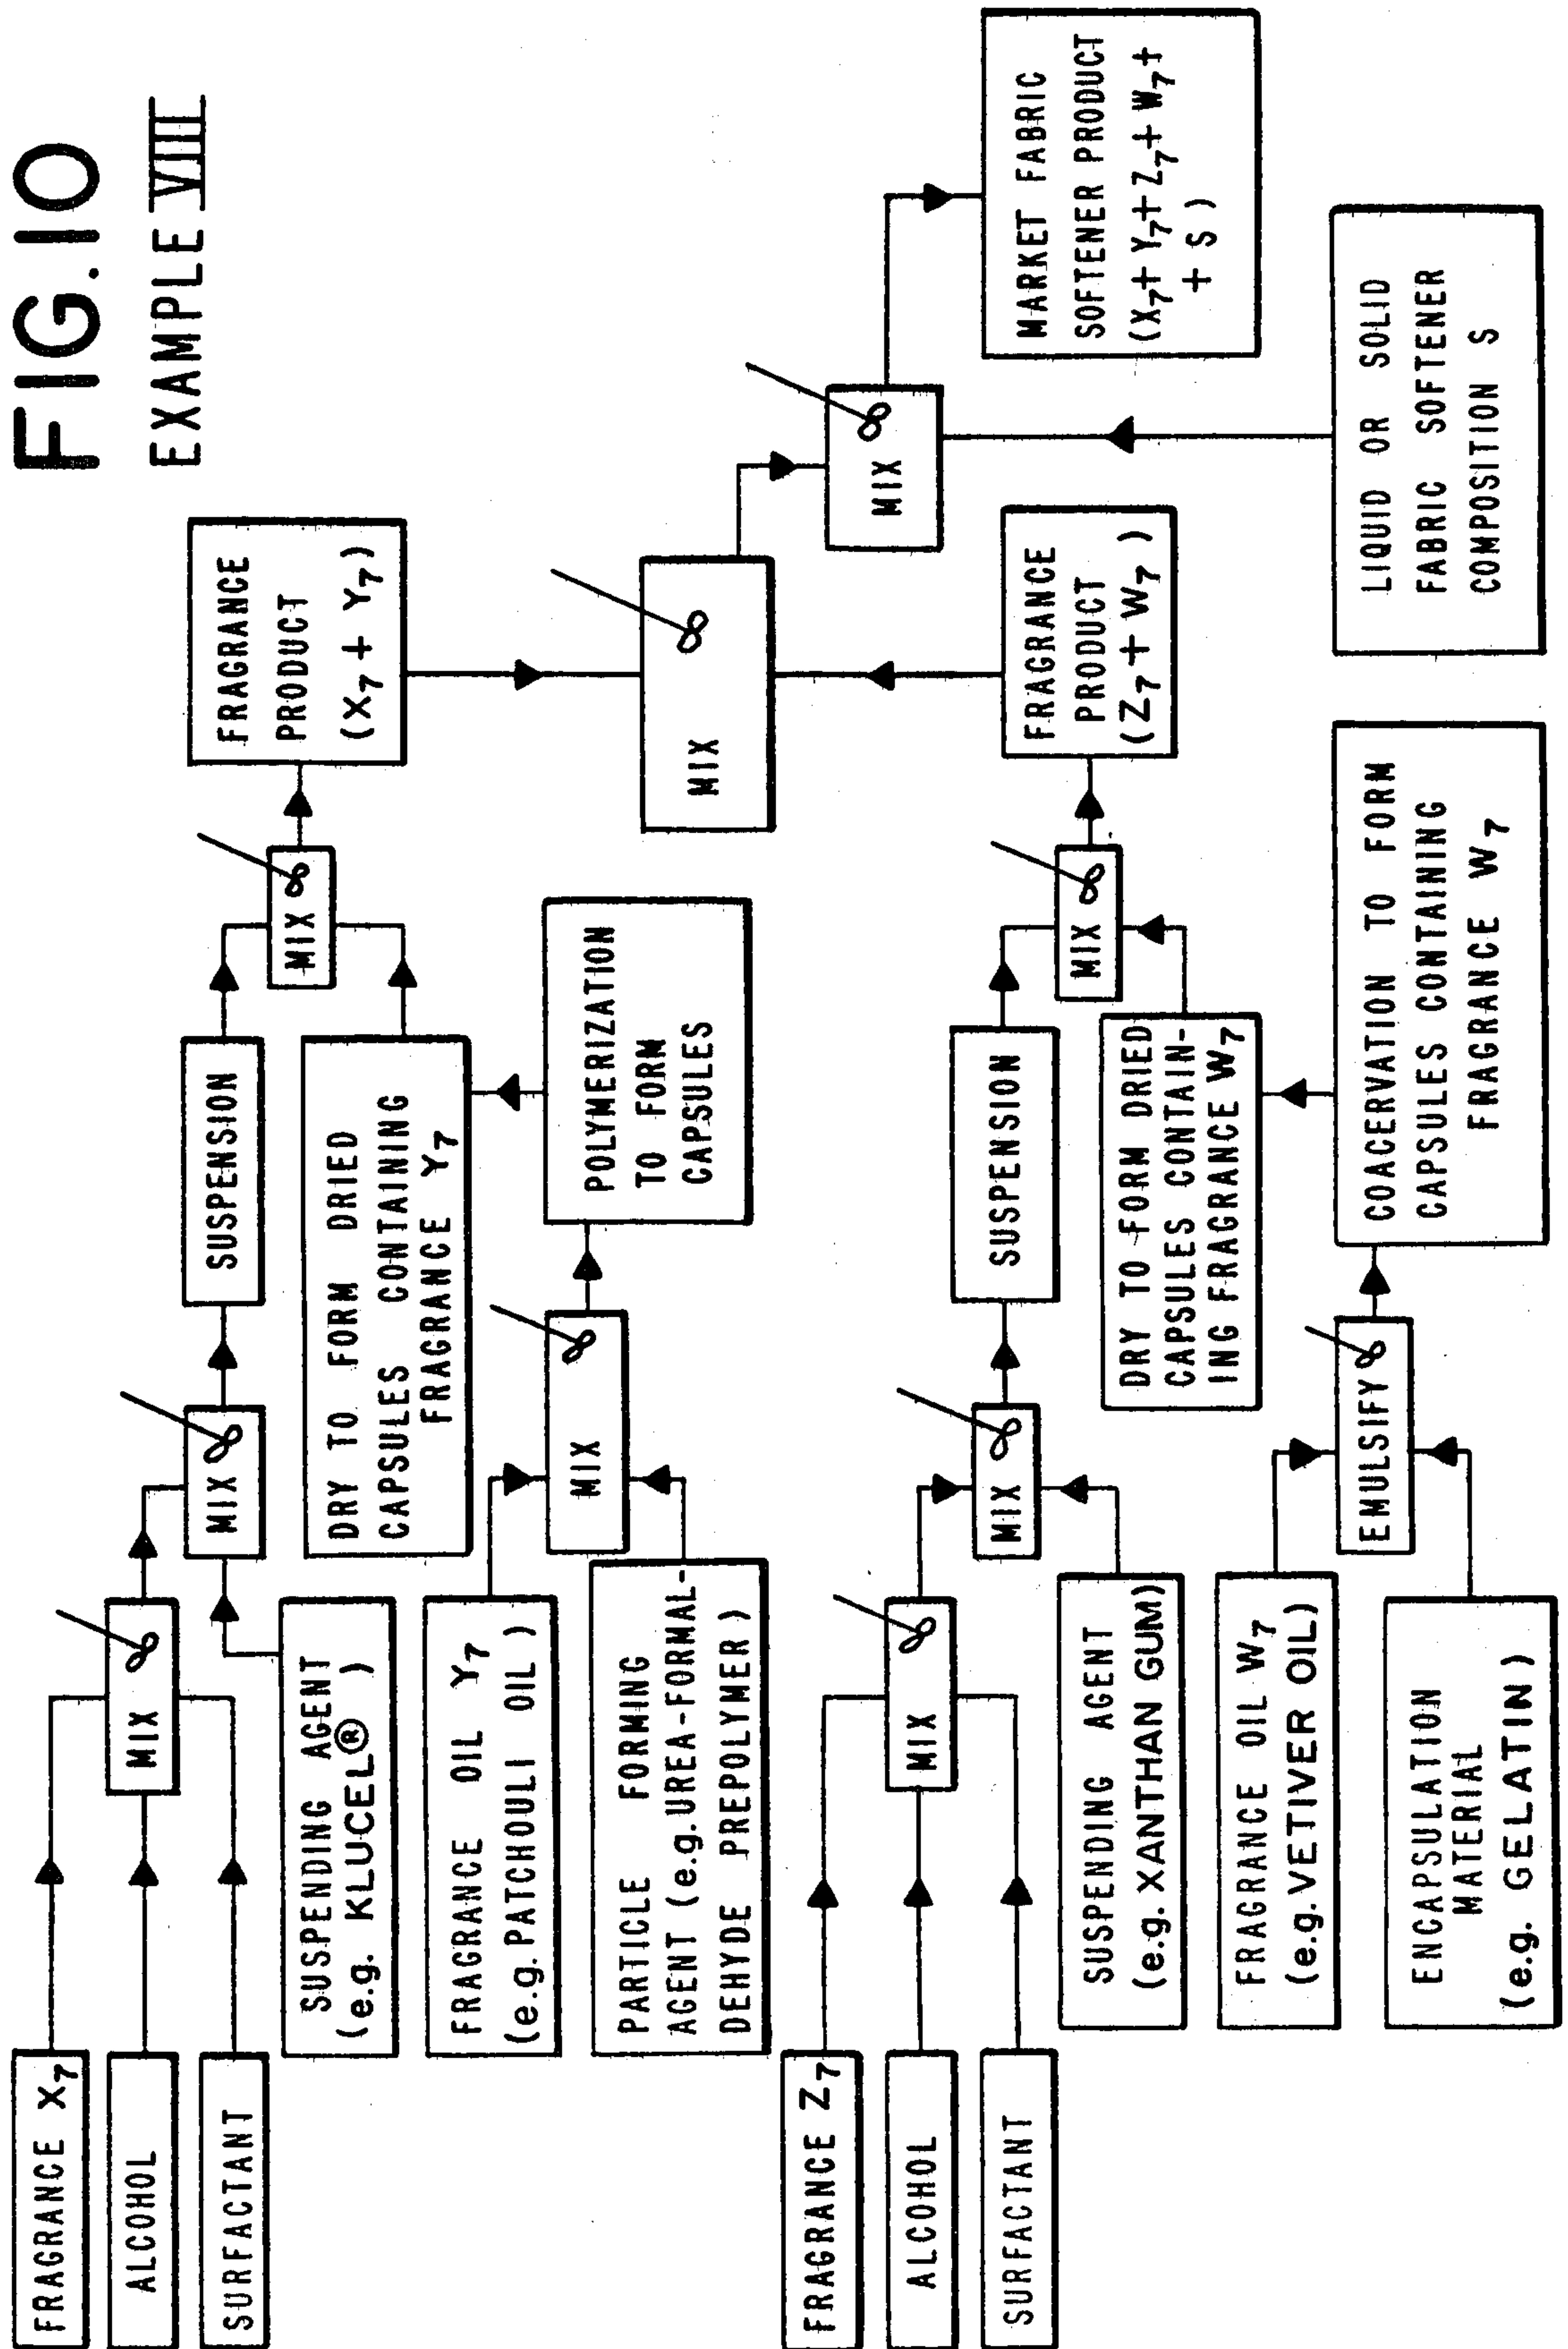 FIG.10
EXAMPLE VIII
FRAGRANCE X7
ALCOHOL
SURFACTANT
MIX
SUSPENDING AGENT
(e.g. KLUCEL® )
MIX
SUSPENSION
FRAGRANCE OIL Y7
(e.g. PATCHOULI OIL )
PARTICLE FORMING
AGENT (e.g. UREA-FORMAL-
DEHYDE PREPOLYMER )
MIX
POLYMERIZATION
TO FORM
CAPSULES
DRY TO FORM DRIED
CAPSULES CONTAINING
FRAGRANCE Y7
MIX
FRAGRANCE
PRODUCT
(X7 + Y7)
FRAGRANCE Z7
ALCOHOL
SURFACTANT
MIX
SUSPENDING AGENT
(e.g. XANTHAN GUM)
MIX
SUSPENSION
FRAGRANCE OIL W7
(e.g. VETIVER OIL)
ENCAPSULATION
MATERIAL
(e.g. GELATIN)
EMULSIFY
COACERVATION TO FORM
CAPSULES CONTAINING
FRAGRANCE W7
DRY TO FORM DRIED
CAPSULES CONTAIN-
ING FRAGRANCE W7
MIX
FRAGRANCE
PRODUCT
(Z7 + W7 )
MIX
LIQUID OR SOLID
FABRIC SOFTENER
COMPOSITION S
MIX
MARKET FABRIC
SOFTENER PRODUCT
(X7 + Y7 + Z7 + W7 +
+ S )